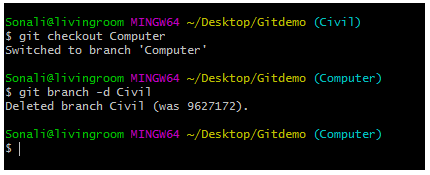 Sonali@livingroom MINGW64 ~/Desktop/Gitdemo (Civil)
$ git checkout Computer
Switched to branch 'Computer'
Sonali@livingroom MINGW64 ~/Desktop/Gitdemo (Computer)
$ git branch -d Civil
Deleted branch Civil (was 9627172).
Sonali@livingroom MINGW64 ~/Desktop/Gitdemo (Computer)
$